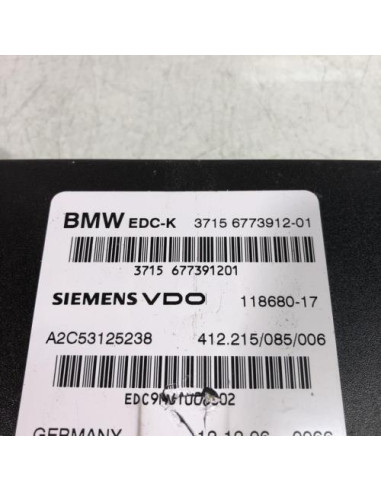 BMW EDC-K 3715 6773912-01
3715 677391201
SIEMENS VDO 118680-17
A2C53125238 412.215/085/006
GERMANY